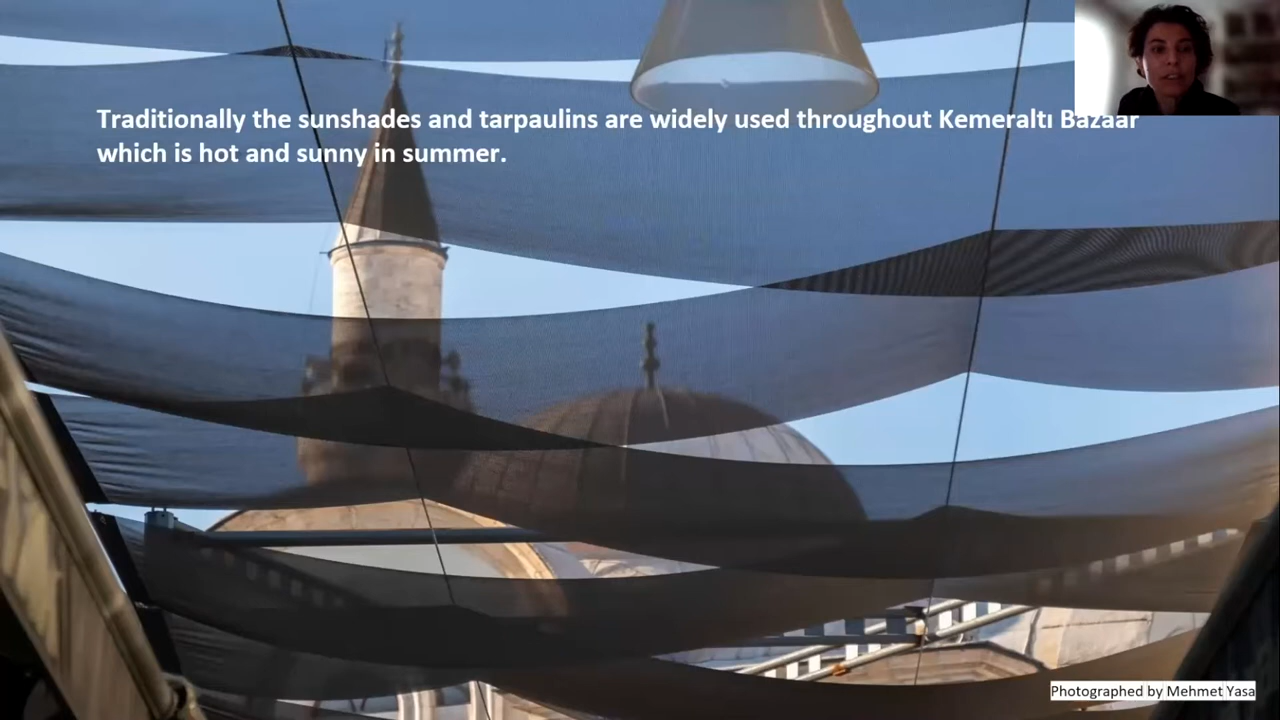 Traditionally the sunshades and tarpaulins are widely used throughout Kemeraltı Bazaar
which is hot and sunny in summer.
Photographed by Mehmet Yasa